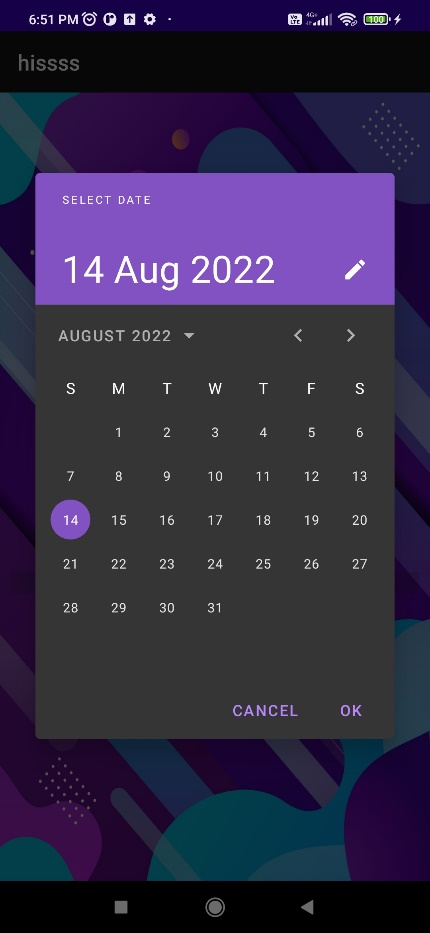 6:51 PM
Vo LTE 4G+ 100
hissss
SELECT DATE
14 Aug 2022
AUGUST 2022
S M T W T F S
1 2 3 4 5 6
7 8 9 10 11 12 13
14 15 16 17 18 19 20
21 22 23 24 25 26 27
28 29 30 31
CANCEL OK